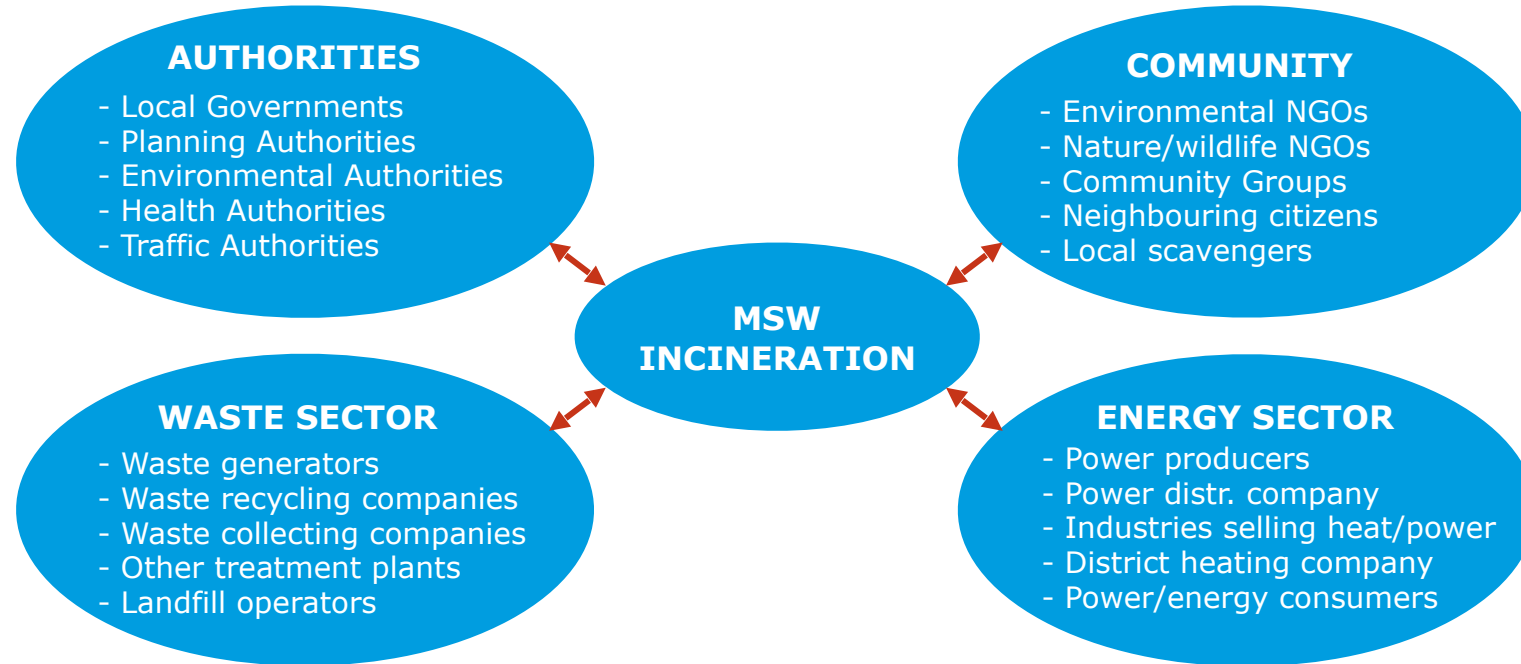 AUTHORITIES
- Local Governments
- Planning Authorities
- Environmental Authorities
- Health Authorities
- Traffic Authorities
COMMUNITY
- Environmental NGOs
- Nature/wildlife NGOs
- Community Groups
- Neighbouring citizens
- Local scavengers
MSW
INCINERATION
WASTE SECTOR
- Waste generators
- Waste recycling companies
- Waste collecting companies
- Other treatment plants
- Landfill operators
ENERGY SECTOR
- Power producers
- Power distr. company
- Industries selling heat/power
- District heating company
- Power/energy consumers